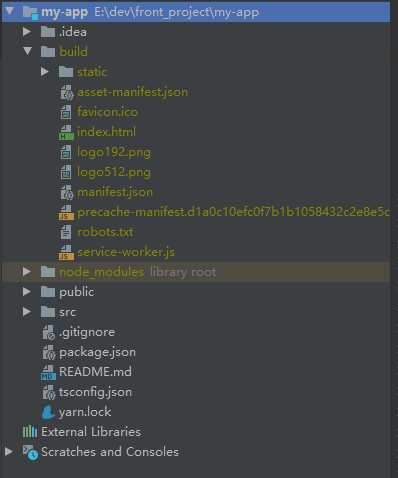 my-app E:\dev\front_project\my-app
.idea
build
static
asset-manifest.json
favicon.ico
index.html
logo192.png
logo512.png
manifest.json
precache-manifest.d1a0c10efc0f7b1b1058432c2e8e5c
robots.txt
service-worker.js
node_modules library root
public
src
.gitignore
package.json
README.md
tsconfig.json
yarn.lock
External Libraries
Scratches and Consoles